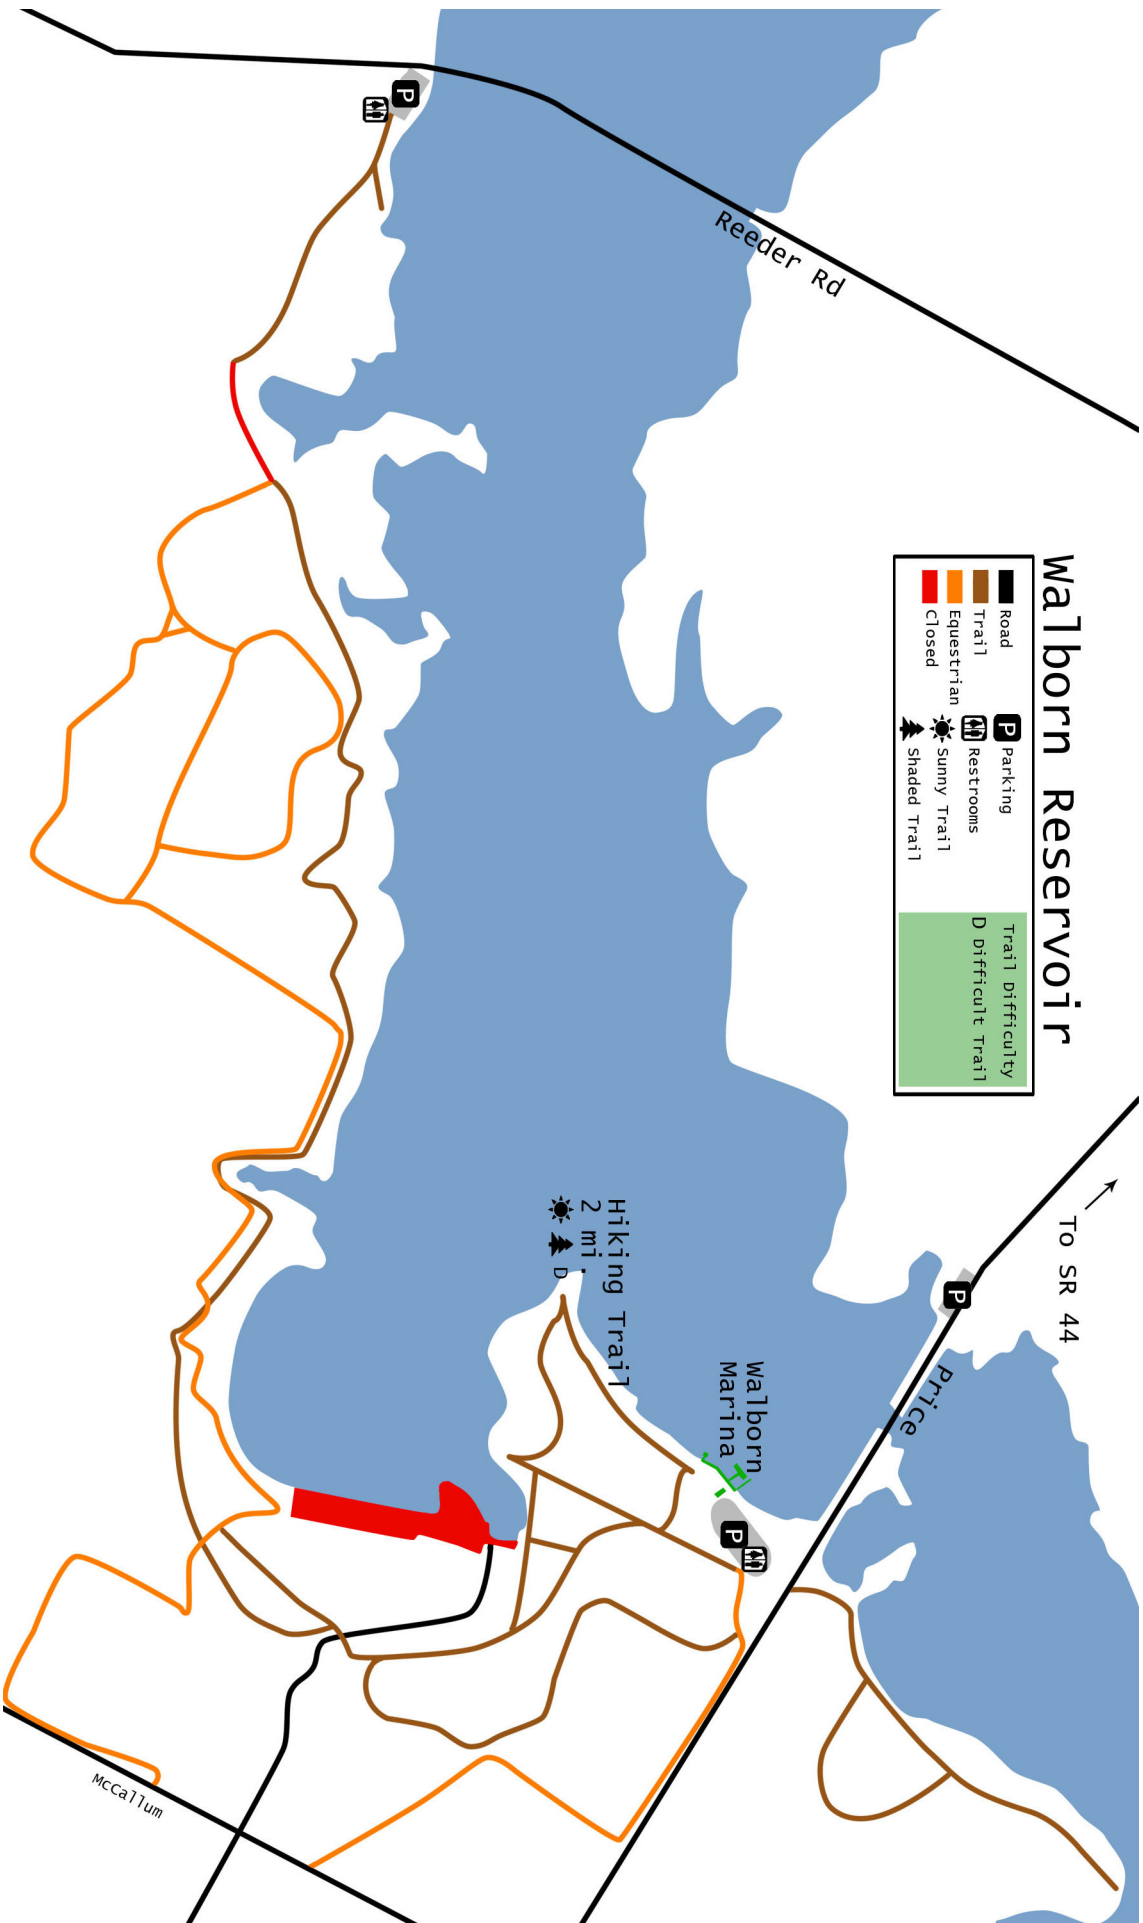 Walborn Reservoir
Road
Trail
Equestrian
Closed
P Parking
Restrooms
Sunny Trail
Shaded Trail
Trail Difficulty
D Difficult Trail
P
Reeder Rd
To SR 44
P
Price
Hiking Trail
2 mi.
D
Walborn
Marina
P
McCallum